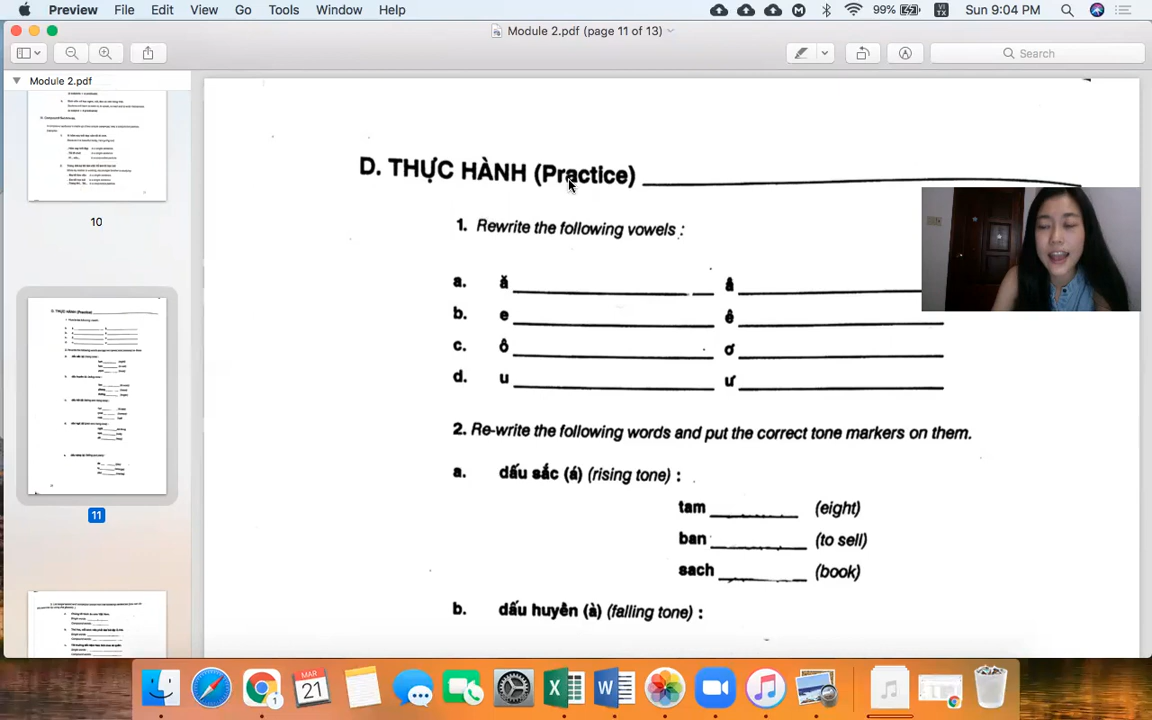 Preview File Edit View Go Tools Window Help 99% VI TX Sun 9:04 PM
Module 2.pdf (page 11 of 13)
Search
Module 2.pdf
10
11
D. THỰC HÀNH (Practice)
1. Rewrite the following vowels :
a. ă â
b. e ê
c. ô ơ
d. u ư
2. Re-write the following words and put the correct tone markers on them.
a. dấu sắc (á) (rising tone) :
tam (eight)
ban (to sell)
sach (book)
b. dấu huyền (à) (falling tone) :
MAR
21